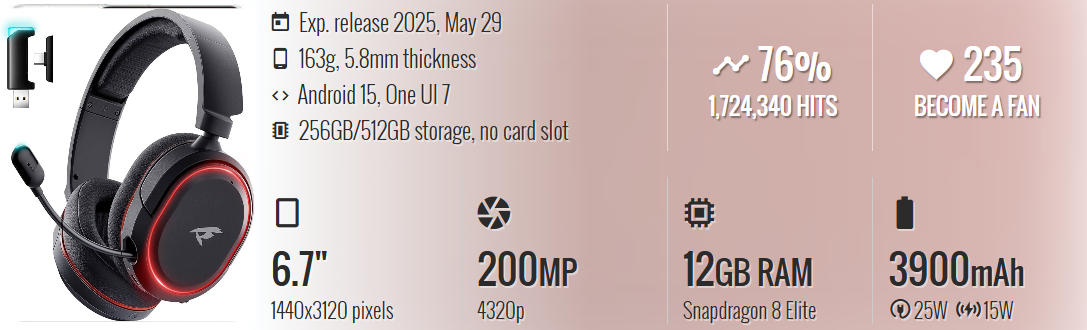 Exp. release 2025, May 29
163g, 5.8mm thickness
Android 15, One UI 7
256GB/512GB storage, no card slot
76%
1,724,340 HITS
235
BECOME A FAN
6.7"
1440x3120 pixels
200MP
4320p
12GB RAM
Snapdragon 8 Elite
3900mAh
25W 15W